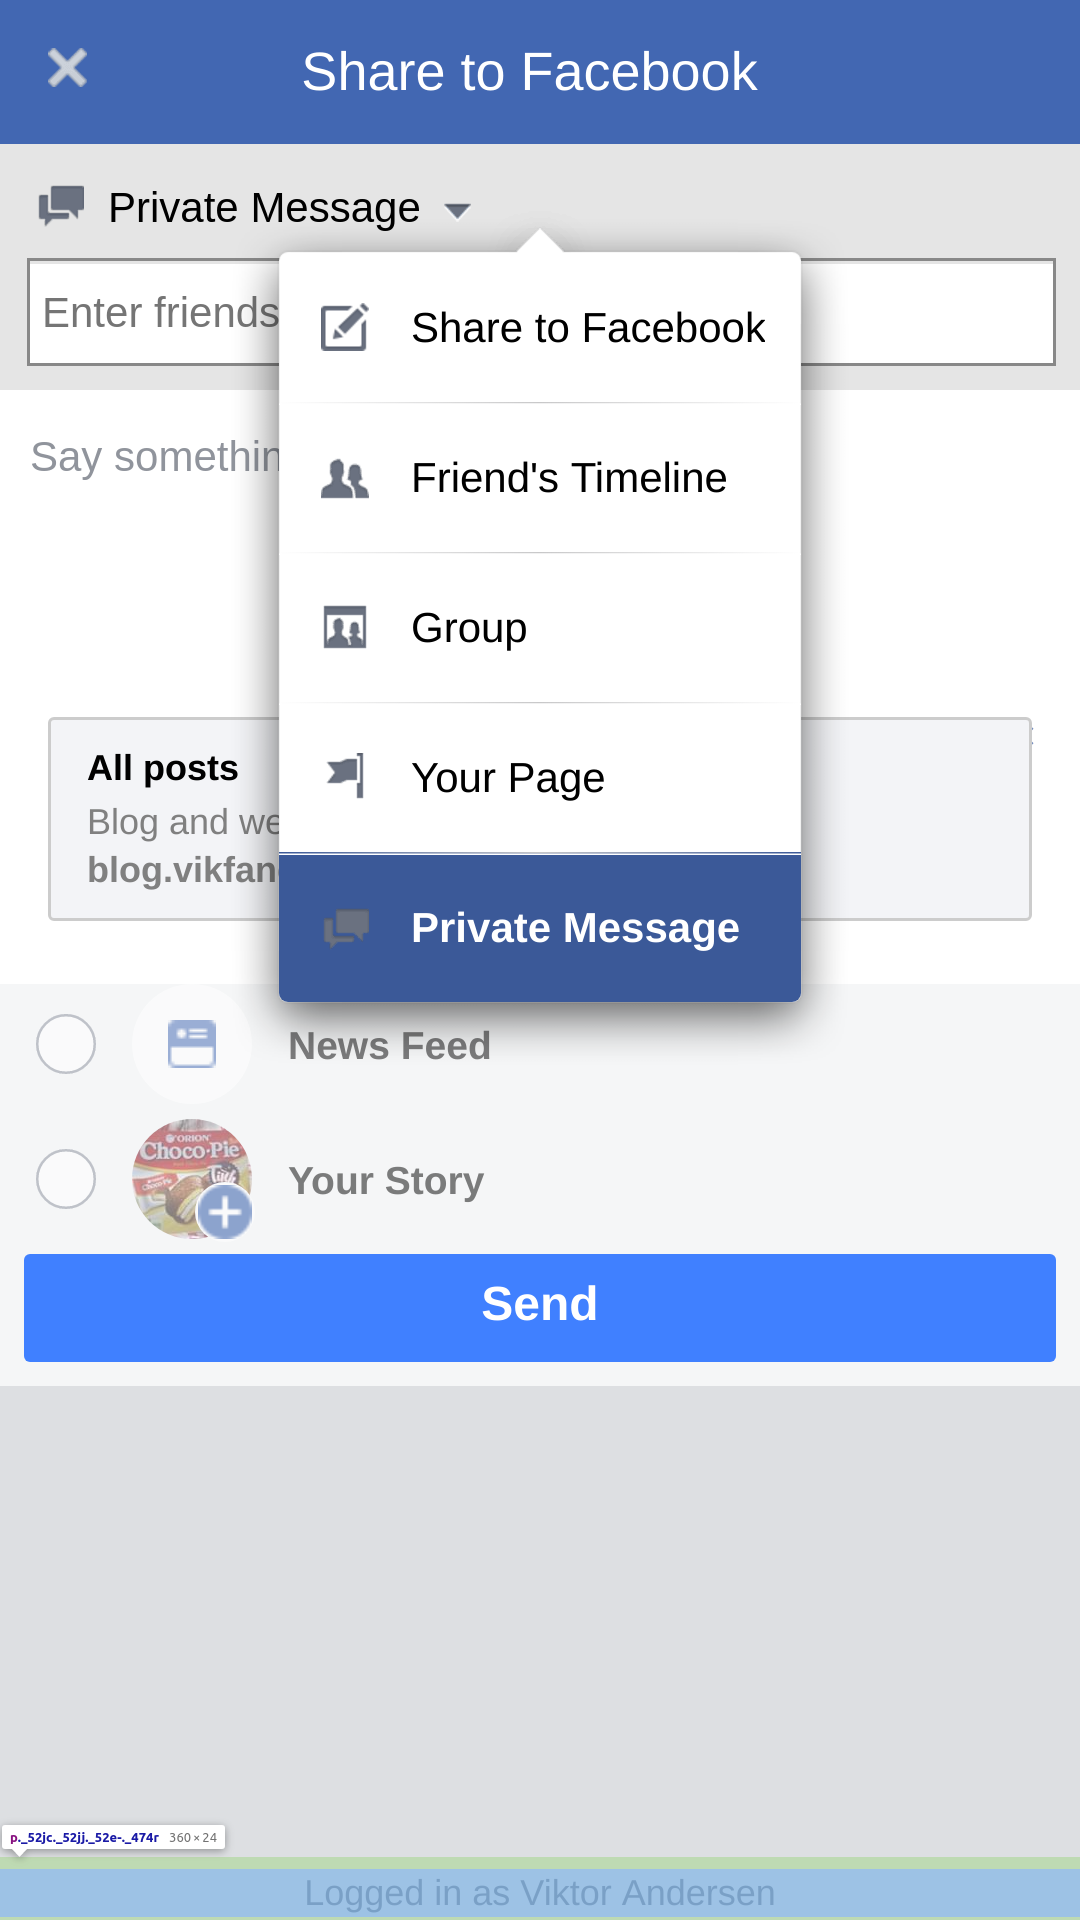 Share to Facebook
Private Message
Enter friends
Share to Facebook
Say somethin
Friend's Timeline
Group
Your Page
All posts
Blog and we
blog.vikfan
Private Message
News Feed
ORION
Choco·Pie
Your Story
Send
p._52jc._52jj._52e-._474r 360 × 24
Logged in as Viktor Andersen